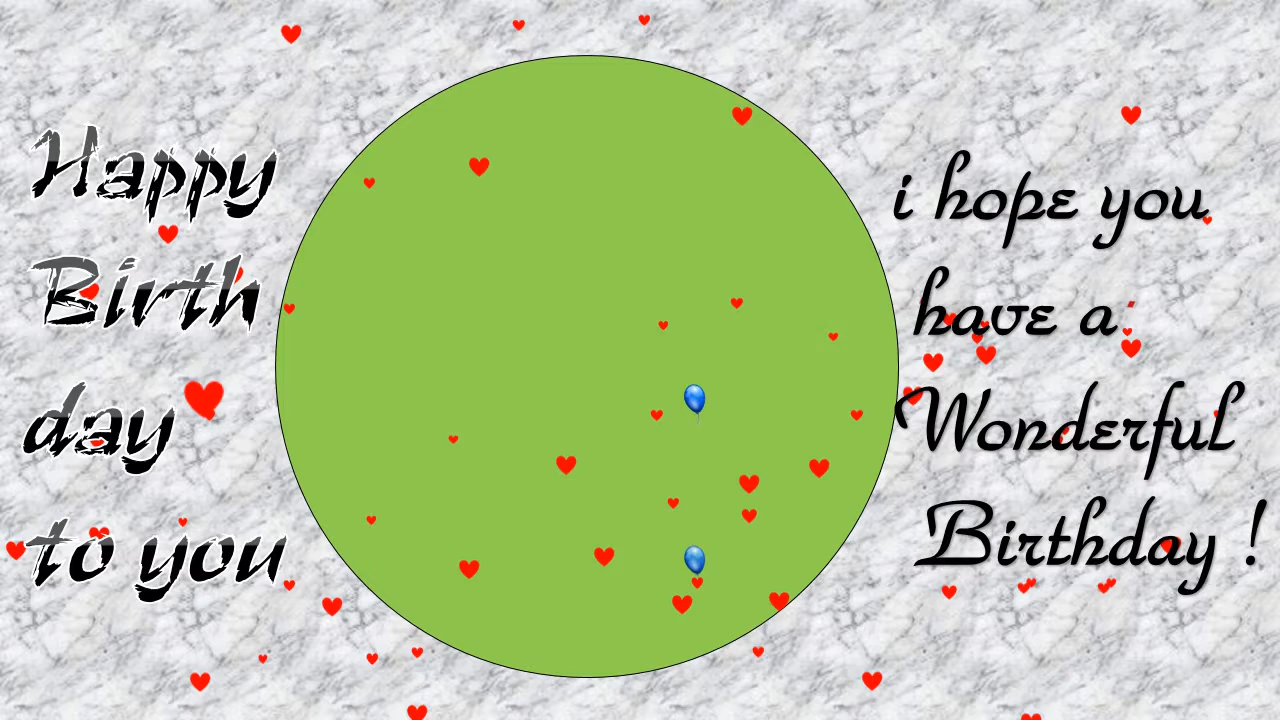 Happy
Birth
day
to you
i hope you
have a
Wonderful
Birthday !